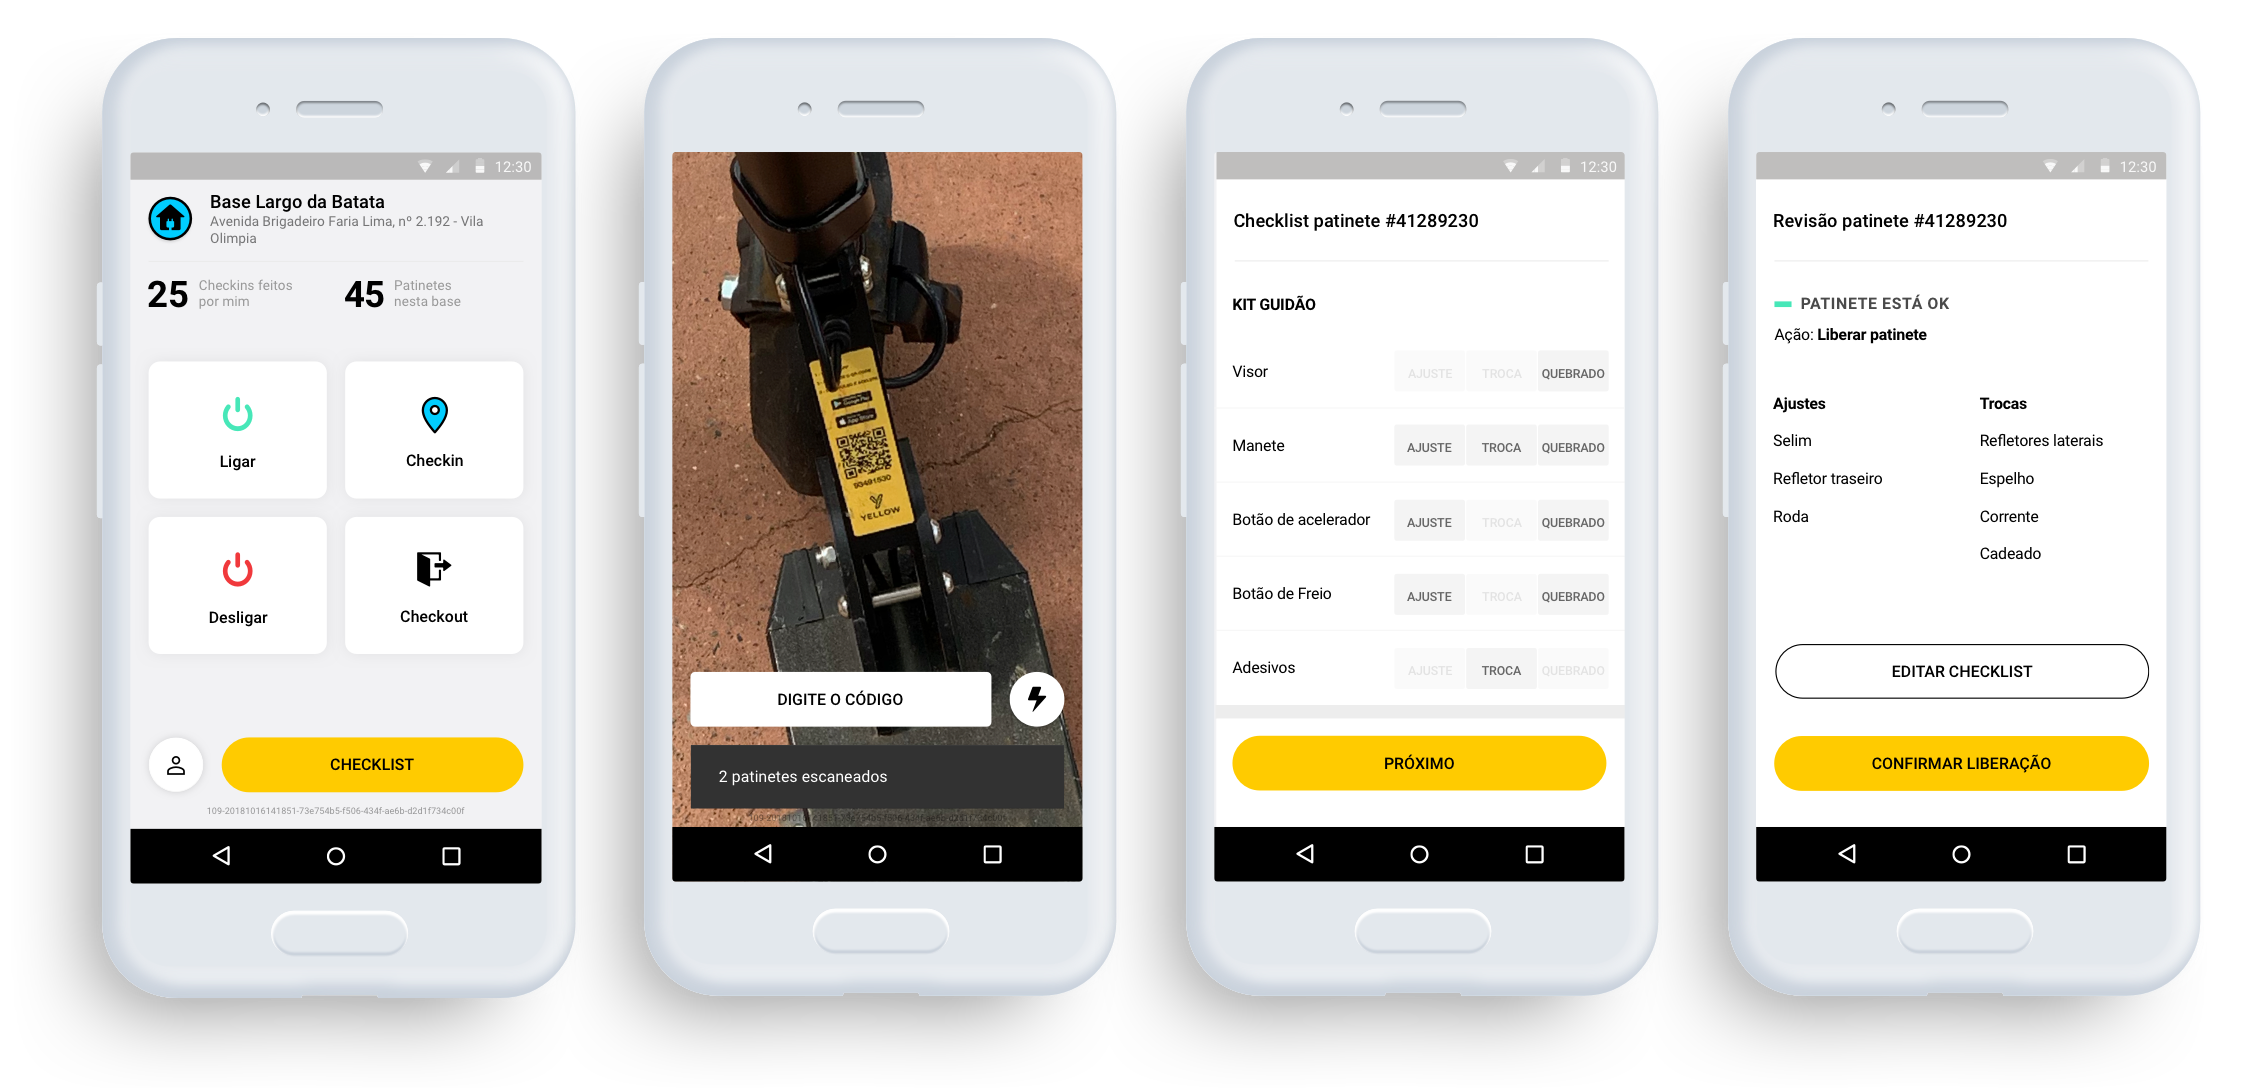 12:30
Base Largo da Batata
Avenida Brigadeiro Faria Lima, nº 2.192 - Vila
Olimpia
25 Checkins feitos
por mim
45 Patinetes
nesta base
Ligar
Checkin
Desligar
Checkout
CHECKLIST
109-20181016141851-73e754b5-f506-434f-ae6b-d2d1f734c00f
Google Play
App Store
93491530
YELLOW
DIGITE O CÓDIGO
2 patinetes escaneados
12:30
Checklist patinete #41289230
KIT GUIDÃO
Visor AJUSTE TROCA QUEBRADO
Manete AJUSTE TROCA QUEBRADO
Botão de acelerador AJUSTE TROCA QUEBRADO
Botão de Freio AJUSTE TROCA QUEBRADO
Adesivos AJUSTE TROCA QUEBRADO
PRÓXIMO
12:30
Revisão patinete #41289230
PATINETE ESTÁ OK
Ação: Liberar patinete
Ajustes
Selim
Refletor traseiro
Roda
Trocas
Refletores laterais
Espelho
Corrente
Cadeado
EDITAR CHECKLIST
CONFIRMAR LIBERAÇÃO